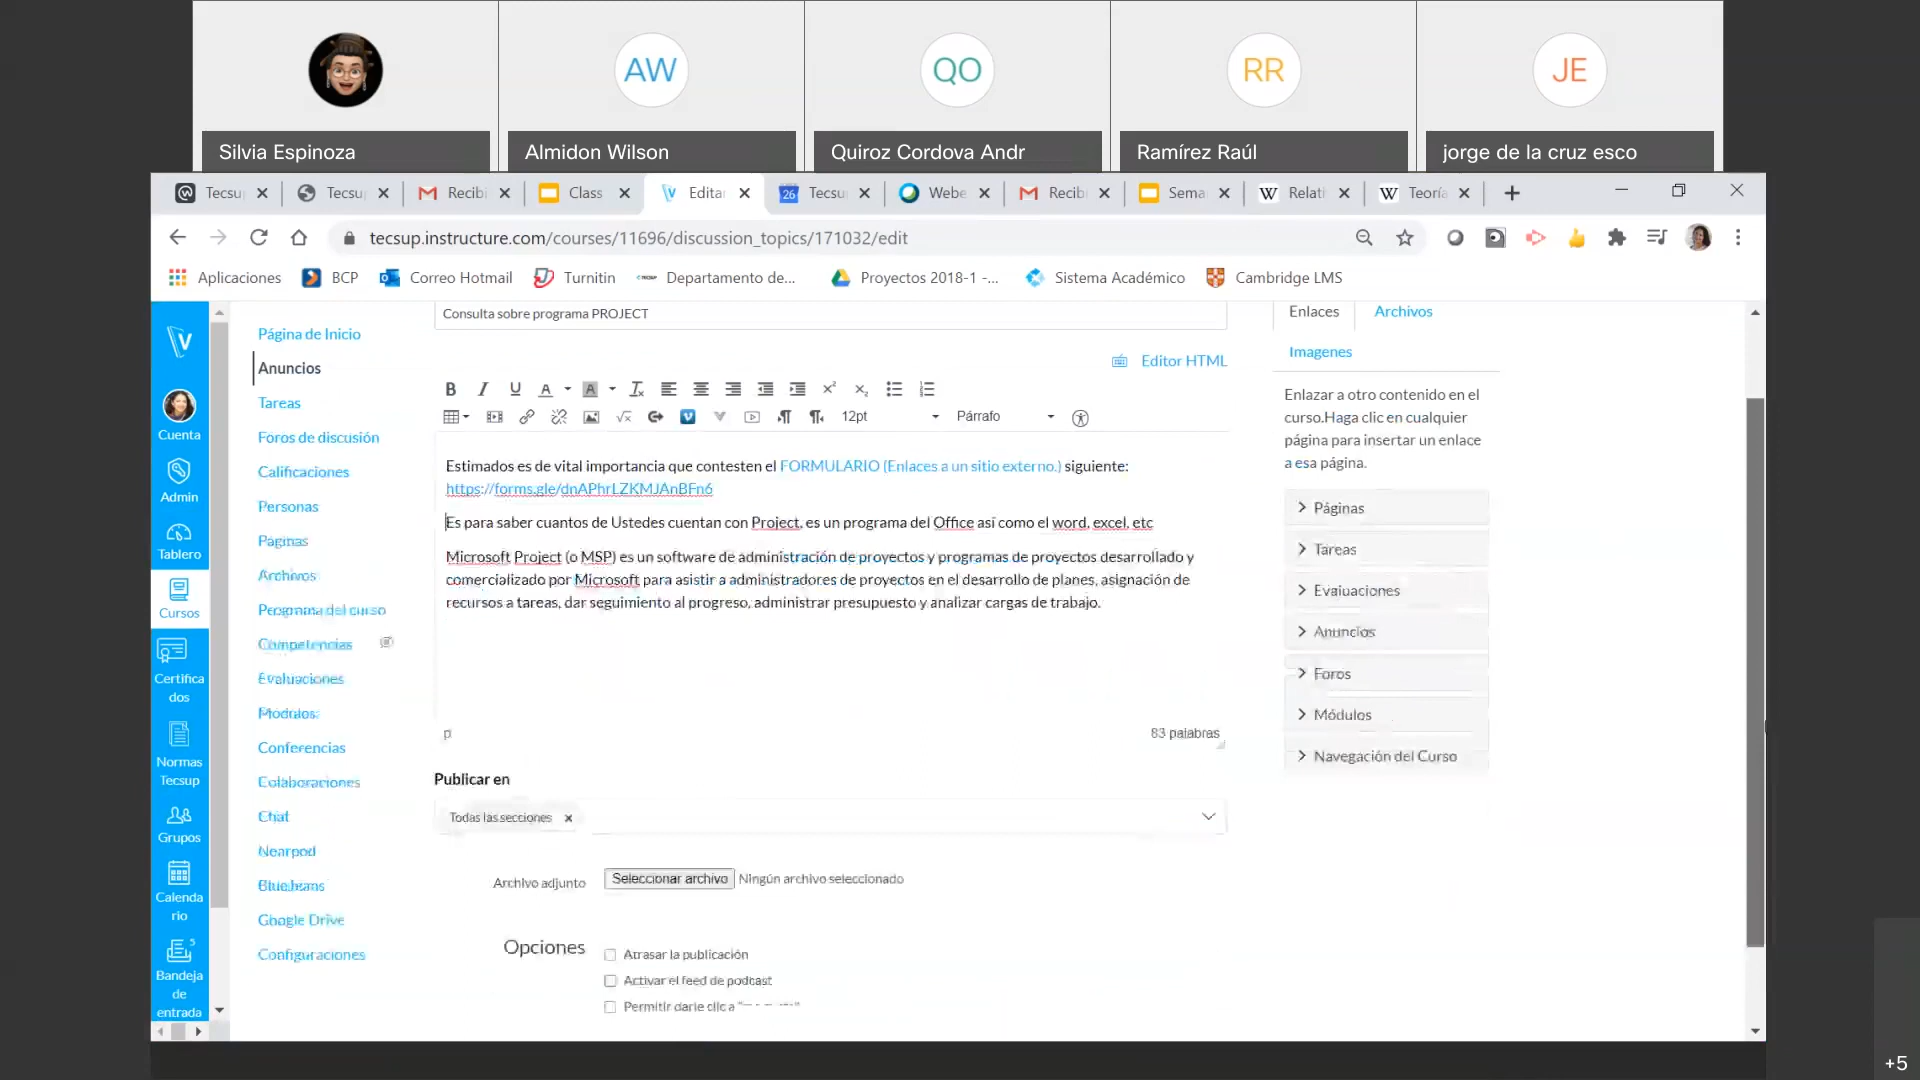 AW
QO
RR
JE
Silvia Espinoza
Almidon Wilson
Quiroz Cordova Andr
Ramírez Raúl
jorge de la cruz esco
Tecsu
Tecsu
Recibi
Class
Editar
26
Tecsu
Webe
Recib
Sema
W
Relati
W
Teoría
tecsup.instructure.com/courses/11696/discussion_topics/171032/edit
Aplicaciones
BCP
Correo Hotmail
Turnitin
Departamento de...
Proyectos 2018-1 -...
Sistema Académico
Cambridge LMS
Cuenta
Admin
Tablero
Cursos
Certifica
dos
Normas
Tecsup
Grupos
Calenda
rio
5
Bandeja
de
entrada
Página de Inicio
Anuncios
Tareas
Foros de discusión
Calificaciones
Personas
Páginas
Archivos
Programa del curso
Competencias
Evaluaciones
Módulos
Conferencias
Colaboraciones
Chat
Nearpod
BlueJeans
Google Drive
Configuraciones
Consulta sobre programa PROJECT
Editor HTML
12pt
Párrafo
Estimados es de vital importancia que contesten el FORMULARIO (Enlaces a un sitio externo.) siguiente:
https://forms.gle/dnAPhrLZKMJAnBFn6
Es para saber cuantos de Ustedes cuentan con Project, es un programa del Office así como el word, excel, etc
Microsoft Project (o MSP) es un software de administración de proyectos y programas de proyectos desarrollado y
comercializado por Microsoft para asistir a administradores de proyectos en el desarrollo de planes, asignación de
recursos a tareas, dar seguimiento al progreso, administrar presupuesto y analizar cargas de trabajo.
p
83 palabras
Publicar en
Todas las secciones
Archivo adjunto
Seleccionar archivo
Ningún archivo seleccionado
Opciones
Atrasar la publicación
Activar el feed de podcast
Permitir darle clic a
Enlaces
Archivos
Imagenes
Enlazar a otro contenido en el
curso.Haga clic en cualquier
página para insertar un enlace
a esa página.
Páginas
Tareas
Evaluaciones
Anuncios
Foros
Módulos
Navegación del Curso
+5